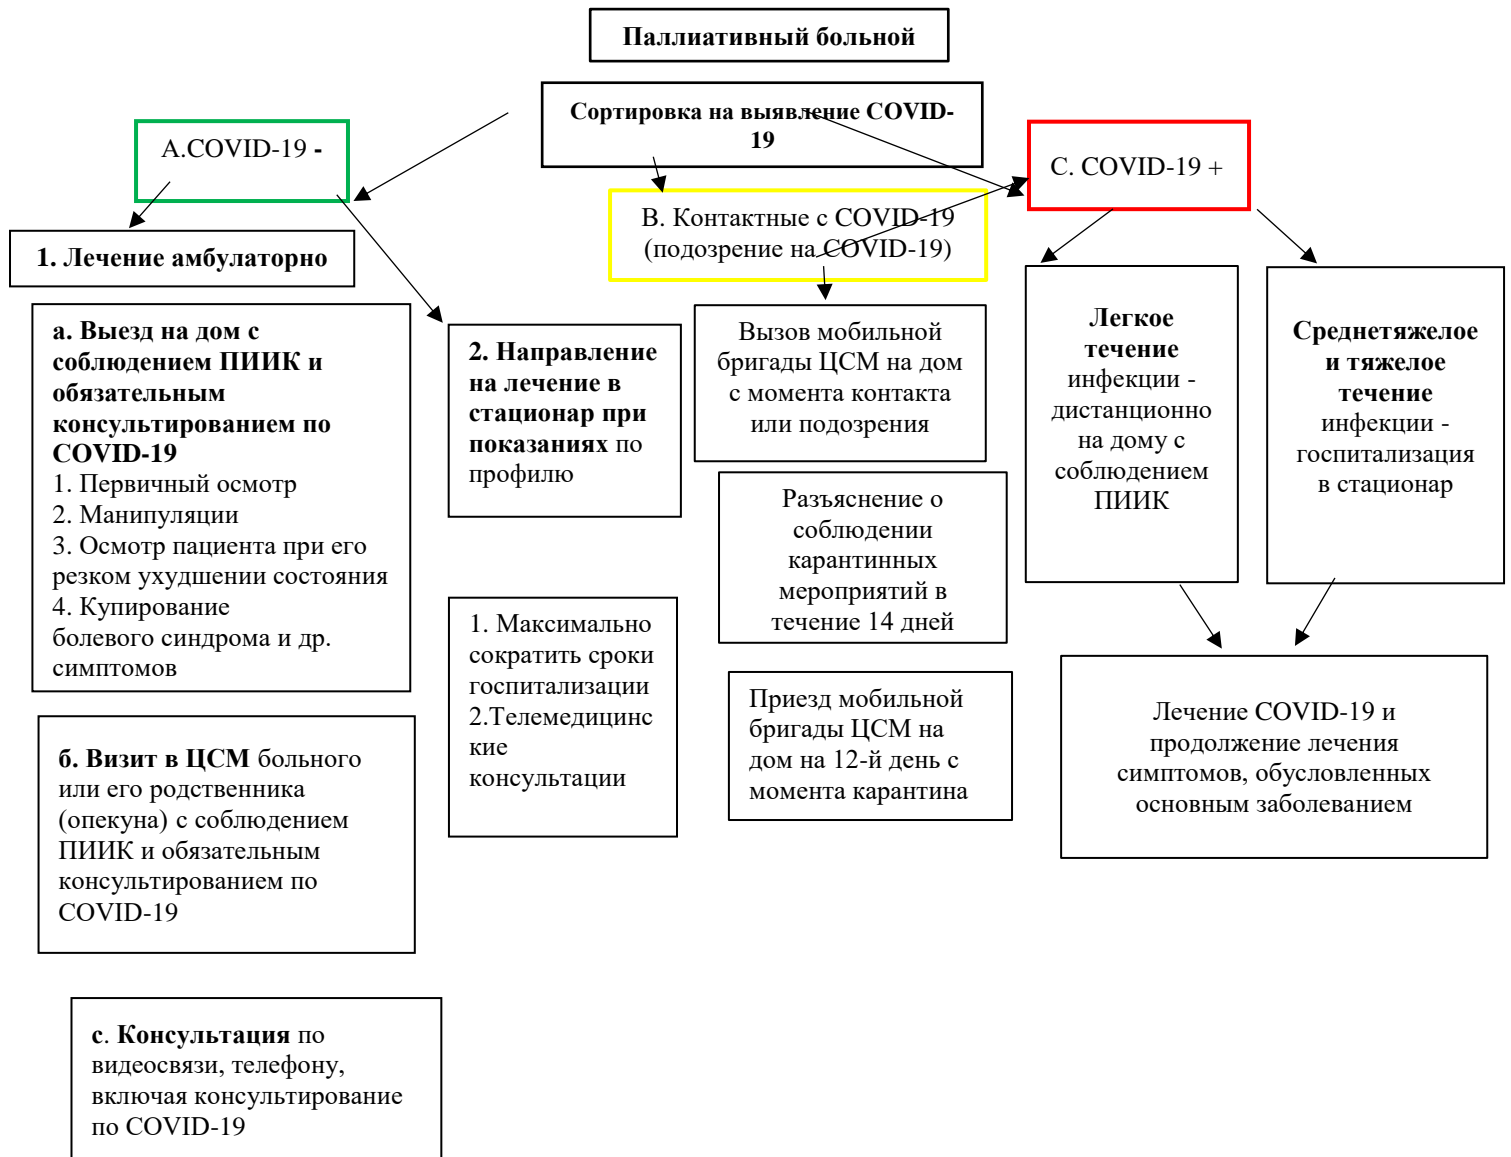 Паллиативный больной
Сортировка на выявление COVID-
19
А.COVID-19 -
С. COVID-19 +
В. Контактные с COVID-19
(подозрение на COVID-19)
1. Лечение амбулаторно
а. Выезд на дом с
соблюдением ПИИК и
обязательным
консультированием по
COVID-19
1. Первичный осмотр
2. Манипуляции
3. Осмотр пациента при его
резком ухудшении состояния
4. Купирование
болевого синдрома и др.
симптомов
б. Визит в ЦСМ больного
или его родственника
(опекуна) с соблюдением
ПИИК и обязательным
консультированием по
COVID-19
с. Консультация по
видеосвязи, телефону,
включая консультирование
по COVID-19
2. Направление
на лечение в
стационар при
показаниях по
профилю
1. Максимально
сократить сроки
госпитализации
2.Телемедицинс
кие
консультации
Вызов мобильной
бригады ЦСМ на дом
с момента контакта
или подозрения
Разъяснение о
соблюдении
карантинных
мероприятий в
течение 14 дней
Приезд мобильной
бригады ЦСМ на
дом на 12-й день с
момента карантина
Легкое
течение
инфекции -
дистанционно
на дому с
соблюдением
ПИИК
Среднетяжелое
и тяжелое
течение
инфекции -
госпитализация
в стационар
Лечение COVID-19 и
продолжение лечения
симптомов, обусловленных
основным заболеванием